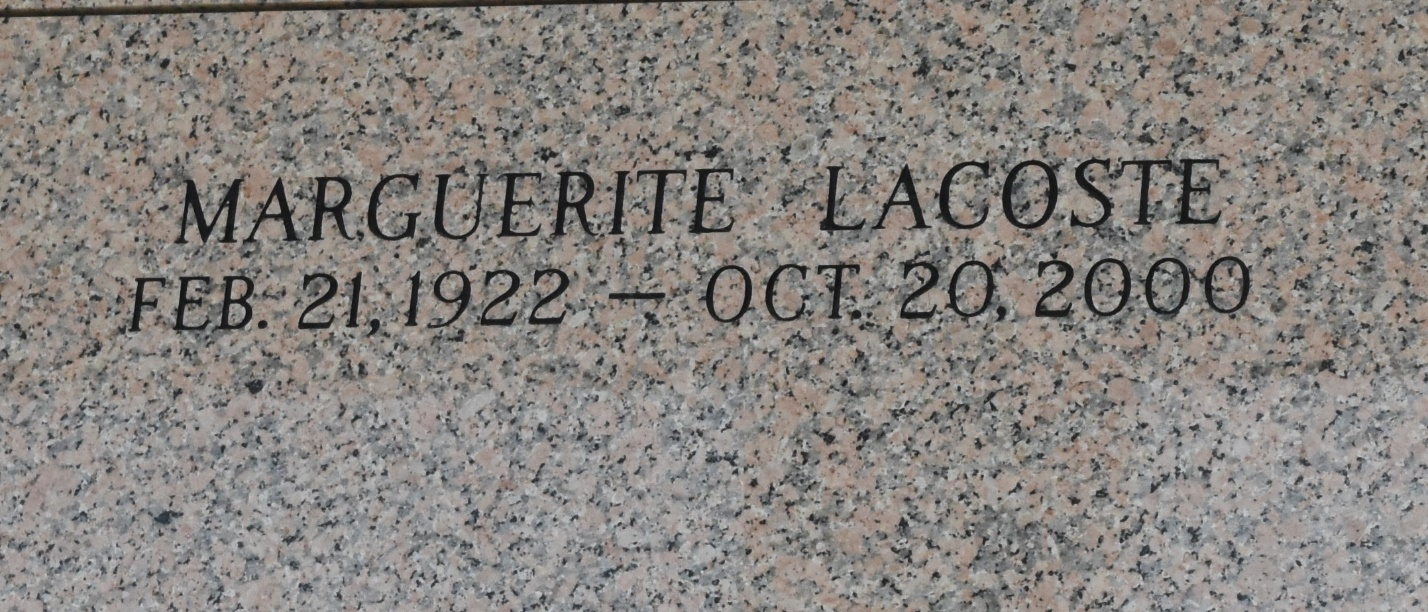 MARGUERITE LACOSTE
FEB. 21, 1922 — OCT. 20, 2000